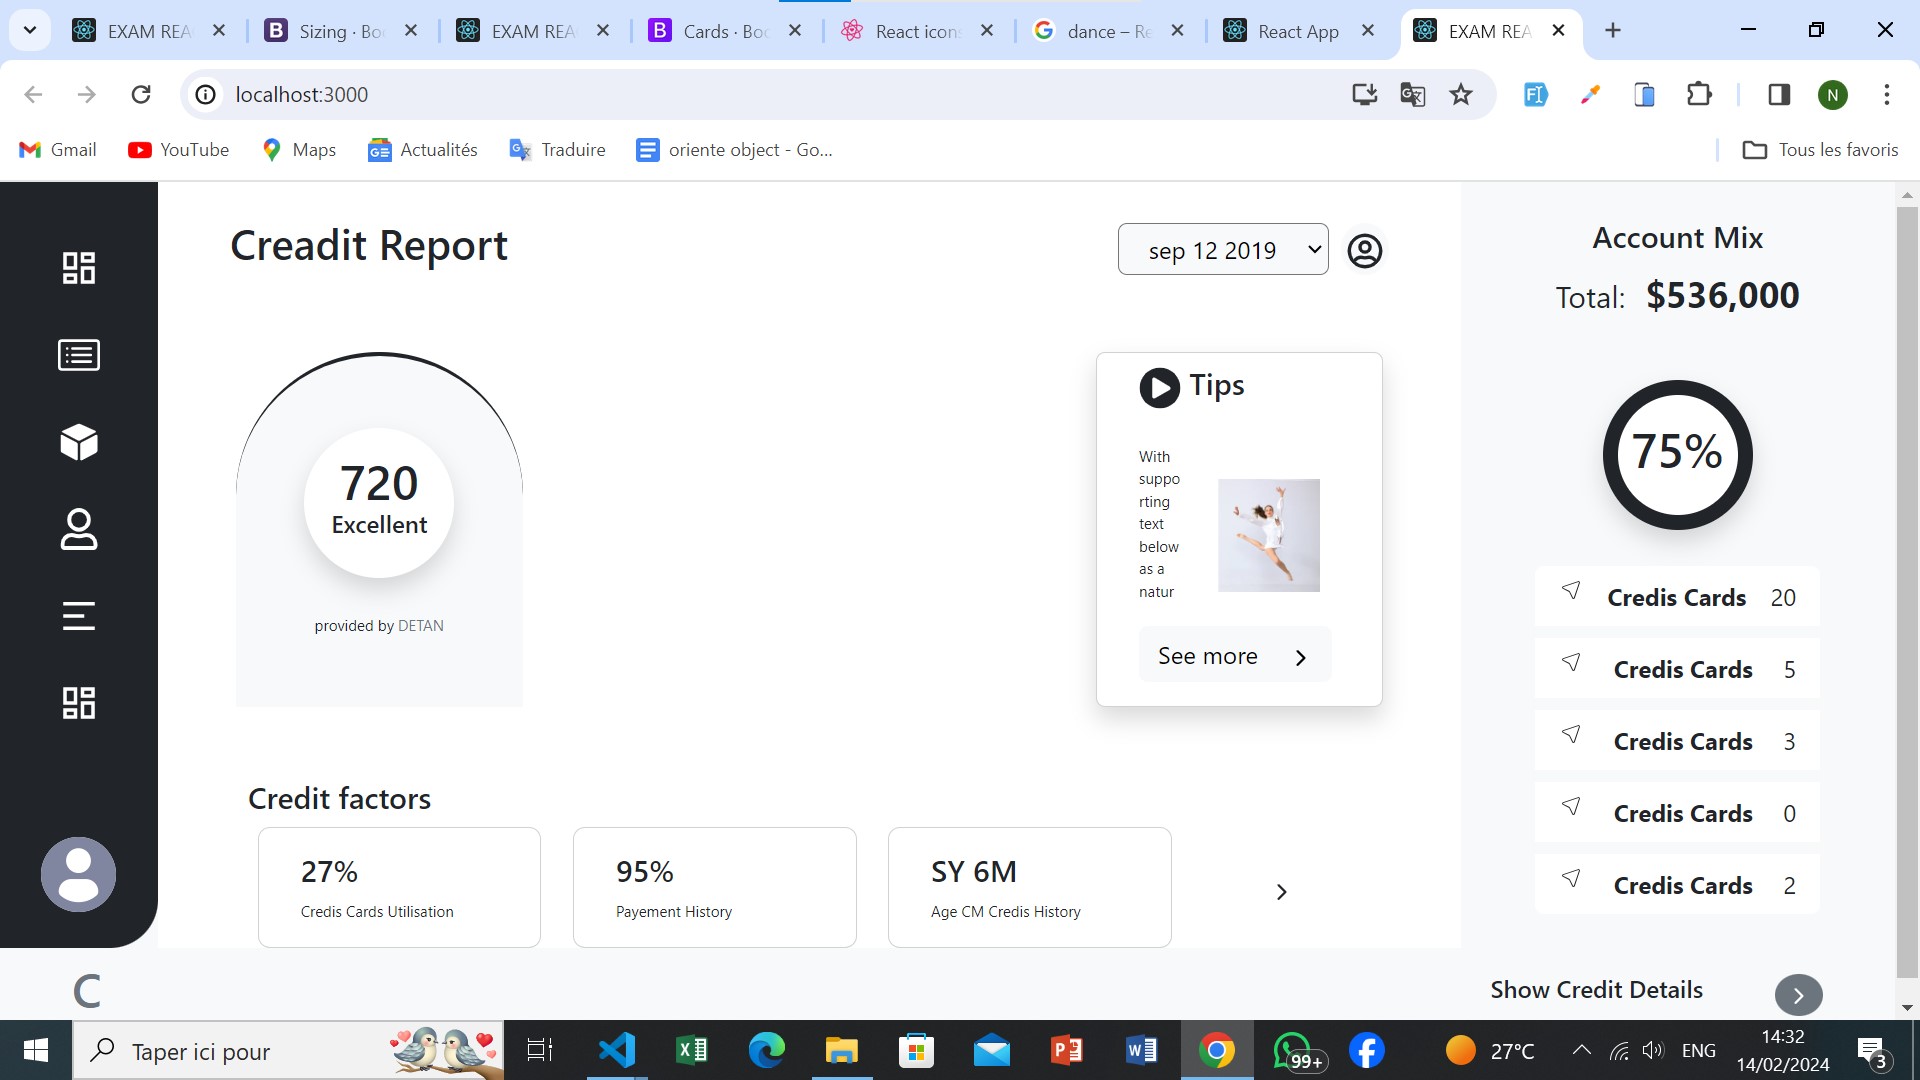 EXAM REA
Sizing · Bo
EXAM REA
Cards · Boo
React icon
dance – Re
React App
EXAM REA
localhost:3000
N
Gmail
YouTube
Maps
Actualités
Traduire
oriente object - Go...
Tous les favoris
Creadit Report
sep 12 2019
Account Mix
Total: $536,000
720
Excellent
provided by DETAN
Tips
With
suppo
rting
text
below
as a
natur
See more
75%
Credis Cards 20
Credis Cards 5
Credis Cards 3
Credis Cards 0
Credis Cards 2
Credit factors
27%
Credis Cards Utilisation
95%
Payement History
SY 6M
Age CM Credis History
C
Show Credit Details
Taper ici pour
99+
27°C
ENG
14:32
14/02/2024
3